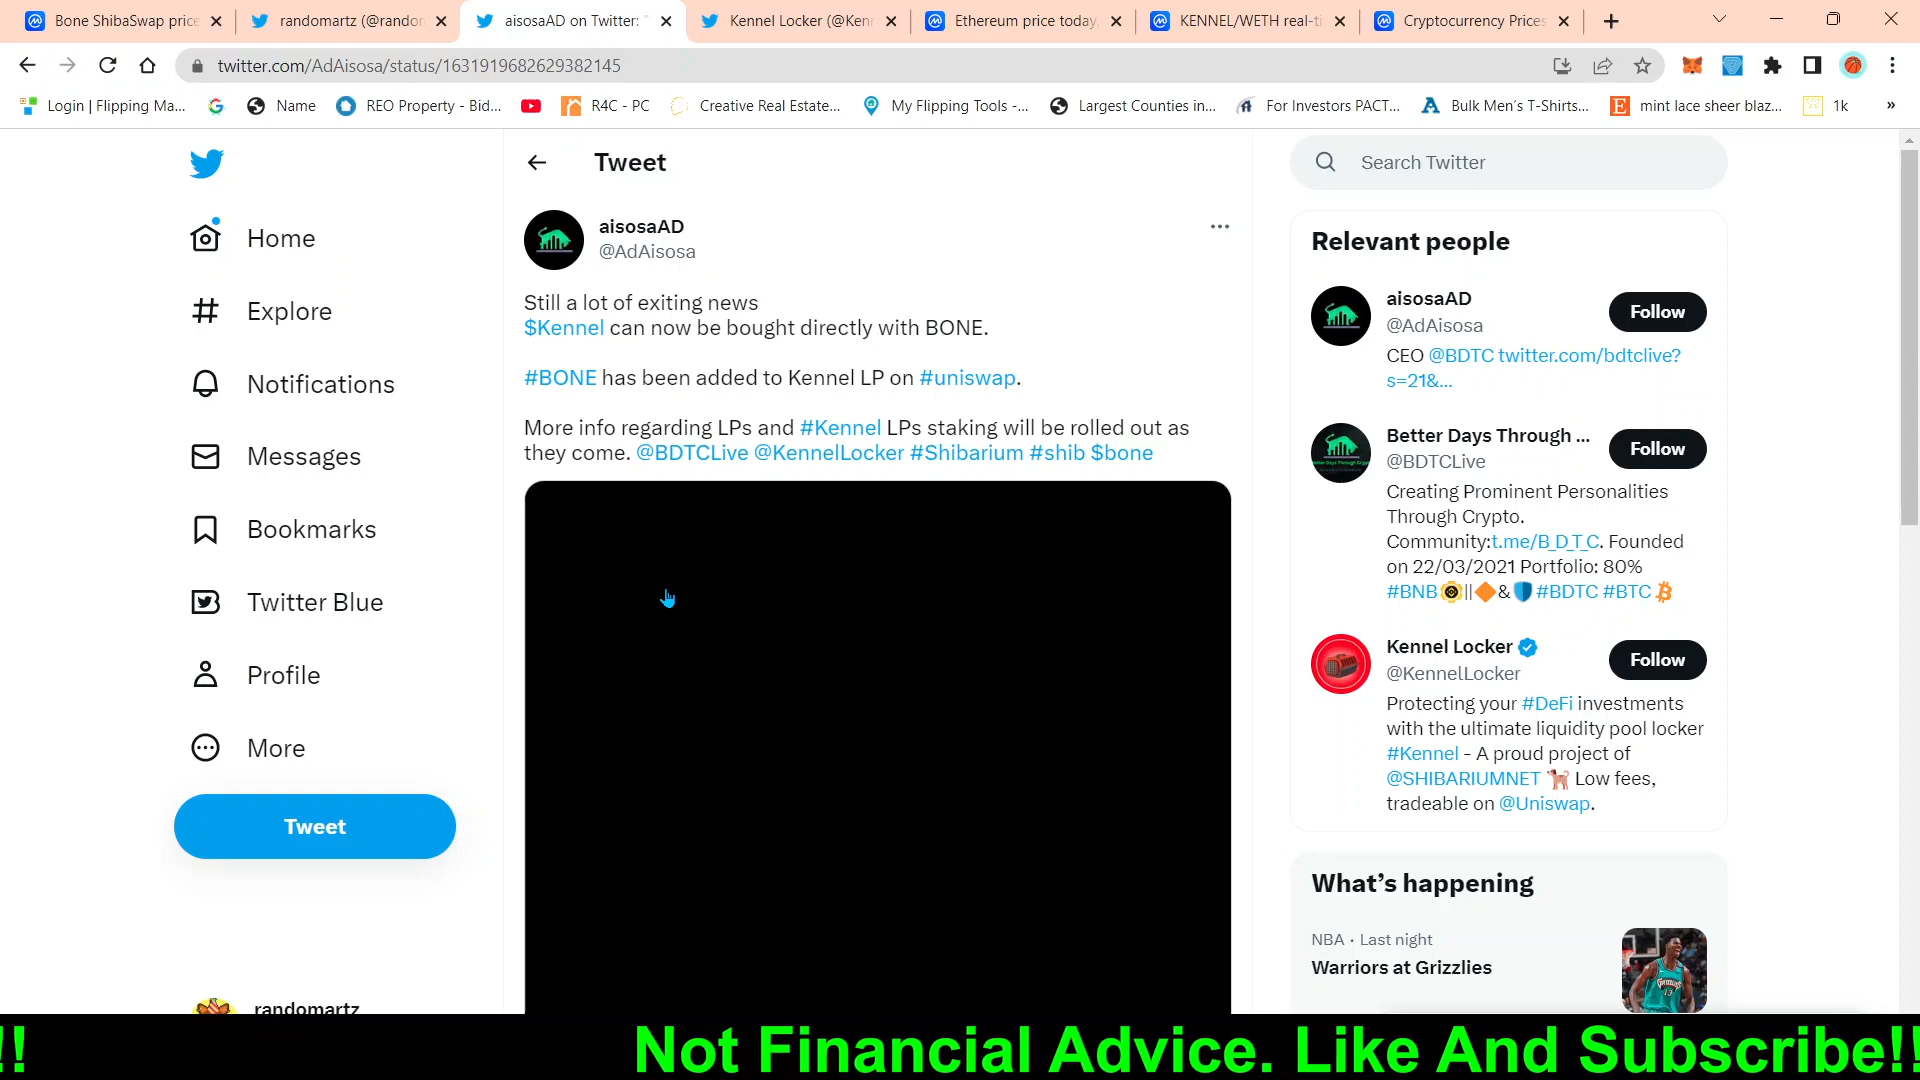 Bone ShibaSwap price
randomartz (@randor
aisosaAD on Twitter: "
Kennel Locker (@Ken
Ethereum price today,
KENNEL/WETH real-ti
Cryptocurrency Prices
twitter.com/AdAisosa/status/1631919682629382145
Login | Flipping Ma...
Name
REO Property - Bid...
R4C - PC
Creative Real Estate...
My Flipping Tools -...
Largest Counties in...
For Investors PACT...
Bulk Men's T-Shirts...
mint lace sheer blaz...
1k
»
Home
Explore
Notifications
Messages
Bookmarks
Twitter Blue
Profile
More
Tweet
randomartz
Tweet
aisosaAD
@AdAisosa
Still a lot of exiting news
$Kennel can now be bought directly with BONE.
#BONE has been added to Kennel LP on #uniswap.
More info regarding LPs and #Kennel LPs staking will be rolled out as
they come. @BDTCLive @KennelLocker #Shibarium #shib $bone
Search Twitter
Relevant people
aisosaAD
@AdAisosa
Follow
CEO @BDTC twitter.com/bdtclive?
s=21&...
Better Days Through ...
@BDTCLive
Follow
Creating Prominent Personalities
Through Crypto.
Community:t.me/B_D_T_C. Founded
on 22/03/2021 Portfolio: 80%
#BNB || & #BDTC #BTC
Kennel Locker
@KennelLocker
Follow
Protecting your #DeFi investments
with the ultimate liquidity pool locker
#Kennel - A proud project of
@SHIBARIUMNET Low fees,
tradeable on @Uniswap.
What's happening
NBA · Last night
Warriors at Grizzlies
!! Not Financial Advice. Like And Subscribe!!